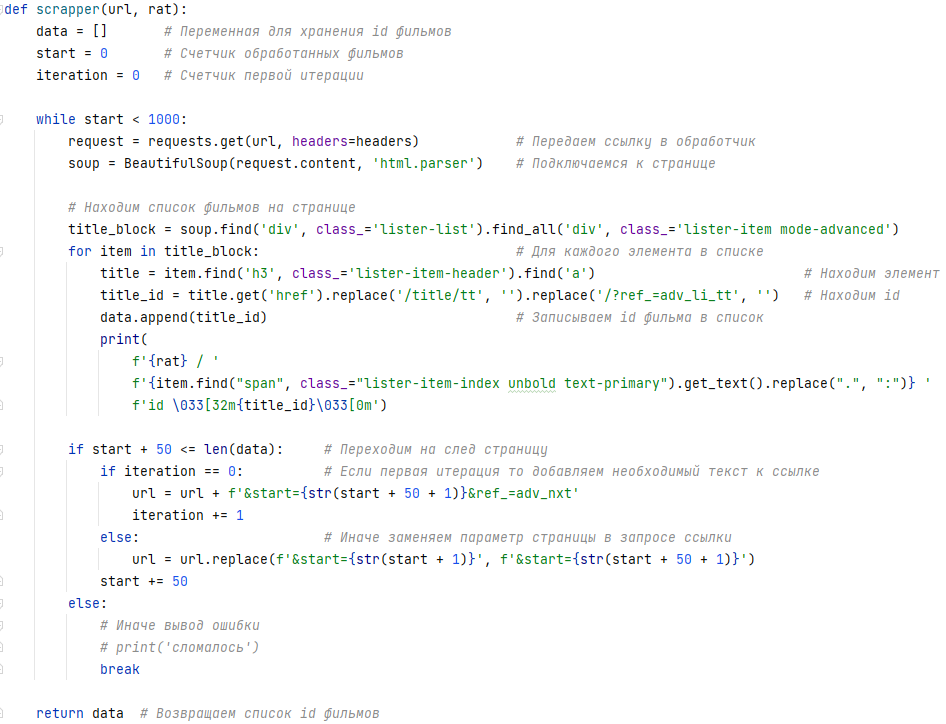 def scrapper(url, rat):
    data = []       # Переменная для хранения id фильмов
    start = 0       # Счетчик обработанных фильмов
    iteration = 0   # Счетчик первой итерации

    while start < 1000:
        request = requests.get(url, headers=headers)            # Передаем ссылку в обработчик
        soup = BeautifulSoup(request.content, 'html.parser')    # Подключаемся к странице

        # Находим список фильмов на странице
        title_block = soup.find('div', class_='lister-list').find_all('div', class_='lister-item mode-advanced')
        for item in title_block:                                # Для каждого элемента в списке
            title = item.find('h3', class_='lister-item-header').find('a')                          # Находим элемент
            title_id = title.get('href').replace('/title/tt', '').replace('/?ref_=adv_li_tt', '')   # Находим id
            data.append(title_id)                               # Записываем id фильма в список
            print(
                f'{rat} / '
                f'{item.find("span", class_="lister-item-index unbold text-primary").get_text().replace(".", ":")} '
                f'id \033[32m{title_id}\033[0m')

        if start + 50 <= len(data):     # Переходим на след страницу
            if iteration == 0:          # Если первая итерация то добавляем необходимый текст к ссылке
                url = url + f'&start={str(start + 50 + 1)}&ref_=adv_nxt'
                iteration += 1
            else:                       # Иначе заменяем параметр страницы в запросе ссылки
                url = url.replace(f'&start={str(start + 1)}', f'&start={str(start + 50 + 1)}')
            start += 50
        else:
            # Иначе вывод ошибки
            # print('сломалось')
            break

    return data  # Возвращаем список id фильмов